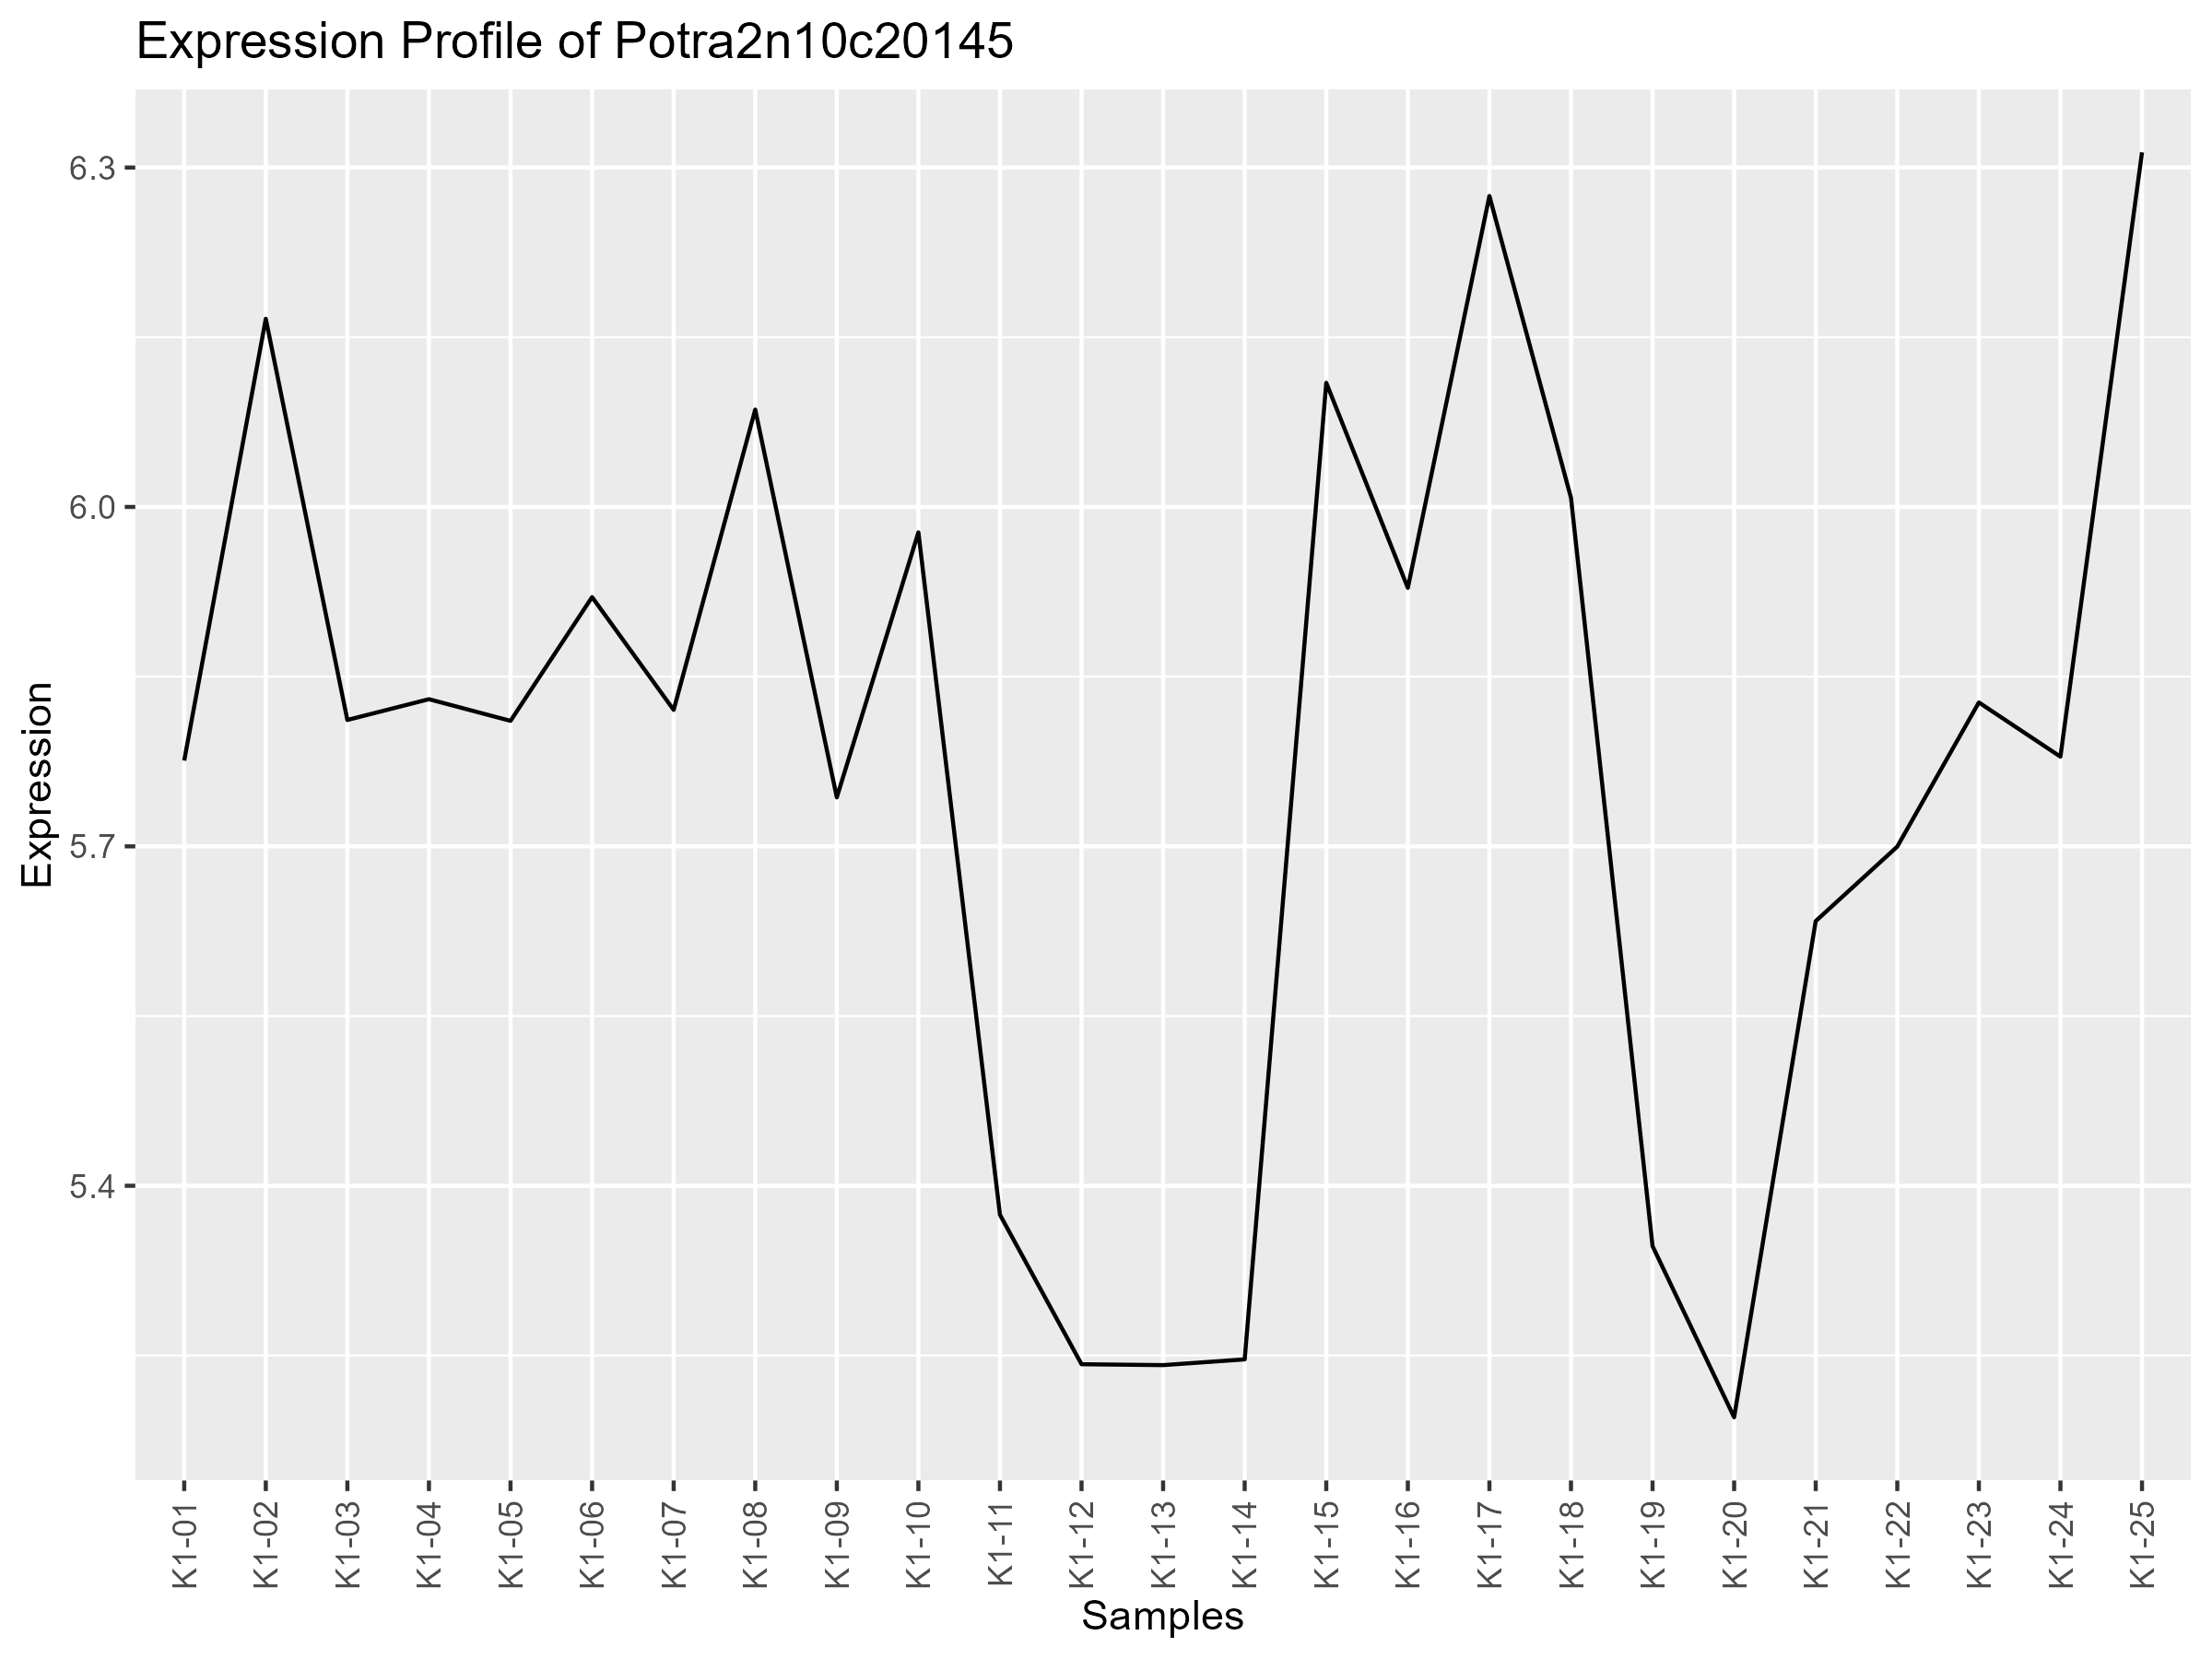 Expression Profile of Potra2n10c20145
Expression
6.3
6.0
5.7
5.4
K1-01
K1-02
K1-03
K1-04
K1-05
K1-06
K1-07
K1-08
K1-09
K1-10
K1-11
K1-12
K1-13
K1-14
K1-15
K1-16
K1-17
K1-18
K1-19
K1-20
K1-21
K1-22
K1-23
K1-24
K1-25
Samples